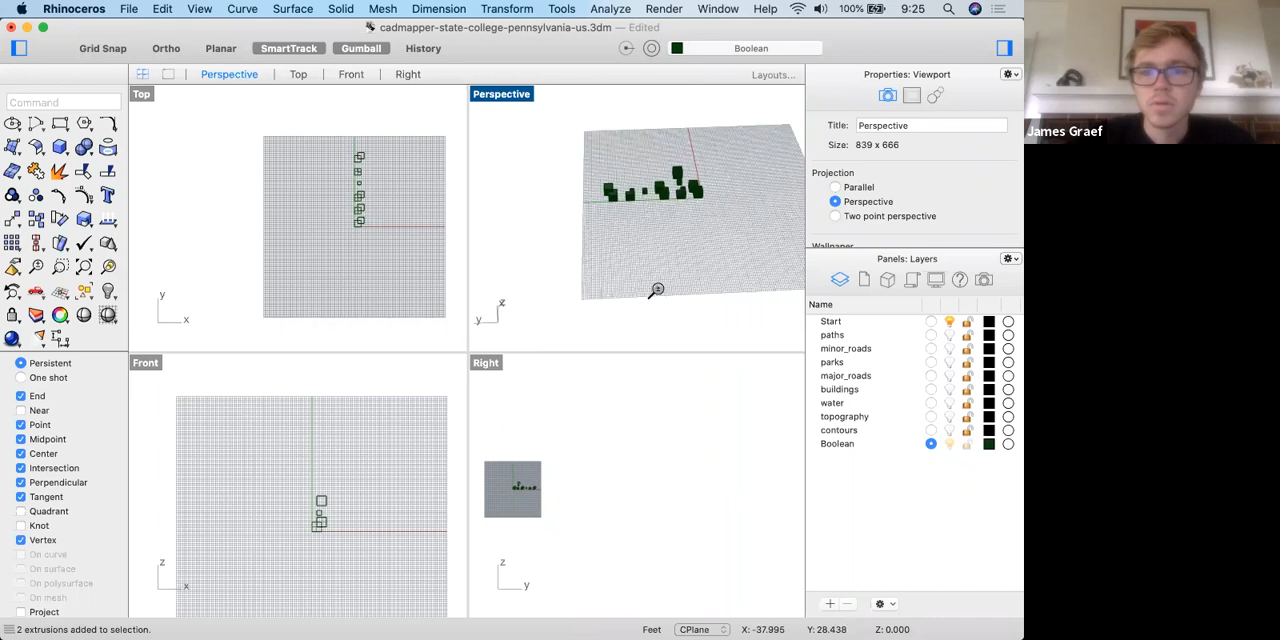 Rhinoceros File Edit View Curve Surface Solid Mesh Dimension Transform Tools Analyze Render Window Help 100% 9:25
cadmapper-state-college-pennsylvania-us.3dm — Edited
Grid Snap Ortho Planar SmartTrack Gumball History Boolean
Perspective Top Front Right Layouts... Properties: Viewport
Command
Top
Perspective
Title: Perspective
Size: 839 x 666
James Graef
Projection
Parallel
Perspective
Two point perspective
Wallpaper
Panels: Layers
y
x
z
y
x
Name
Start
paths
minor_roads
parks
major_roads
buildings
water
topography
contours
Boolean
Front
Right
Persistent
One shot
End
Near
Point
Midpoint
Center
Intersection
Perpendicular
Tangent
Quadrant
Knot
Vertex
On curve
On surface
On polysurface
On mesh
Project
z
x
z
y
2 extrusions added to selection. Feet CPlane X: -37.995 Y: 28.438 Z: 0.000